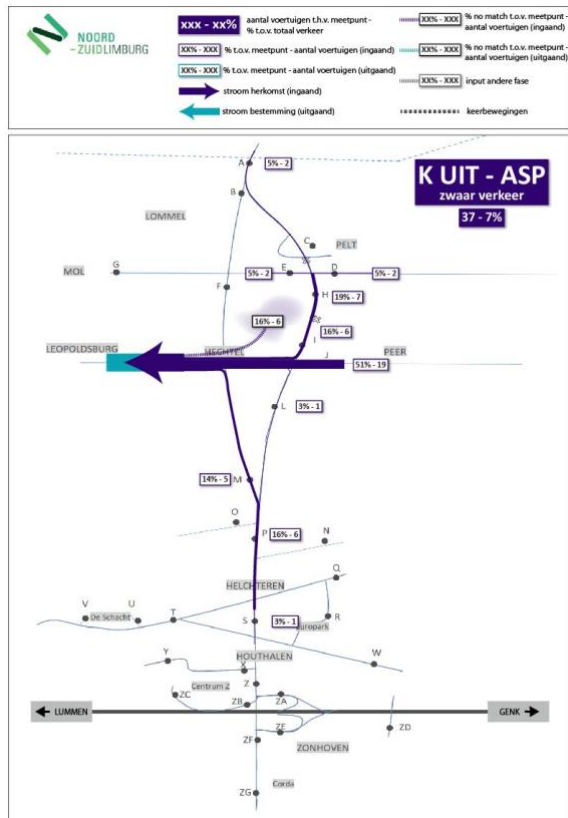 NOORD
-ZUIDLIMBURG
xxx - xx%
aantal voertuigen t.h.v. meetpunt -
% t.o.v. totaal verkeer
XX% - XXX
% t.o.v. meetpunt - aantal voertuigen (ingaand)
XX% - XXX
% t.o.v. meetpunt - aantal voertuigen (uitgaand)
stroom herkomst (ingaand)
stroom bestemming (uitgaand)
XX% - XXX
% no match t.o.v. meetpunt -
aantal voertuigen (ingaand)
XX% - XXX
% no match t.o.v. meetpunt -
aantal voertuigen (uitgaand)
XX% - XXX
input andere fase
keerbewegingen
K UIT - ASP
zwaar verkeer
37 - 7%
A
5% - 2
B
LOMMEL
C
PELT
MOL
G
5% - 2
E
D
5% - 2
F
H
19% - 7
16% - 6
16% - 6
I
LEOPOLDSBURG
HECHTEL
J
PEER
51% - 19
L
3% - 1
14% - 5
M
O
P
16% - 6
N
HELCHTEREN
Q
V
U
T
De Schacht
S
3% - 1
R
Europark
HOUTHALEN
Y
X
W
Centrum Z
Z
ZC
ZB
ZA
LUMMEN
GENK
ZE
ZD
ZF
ZONHOVEN
ZG
Corda